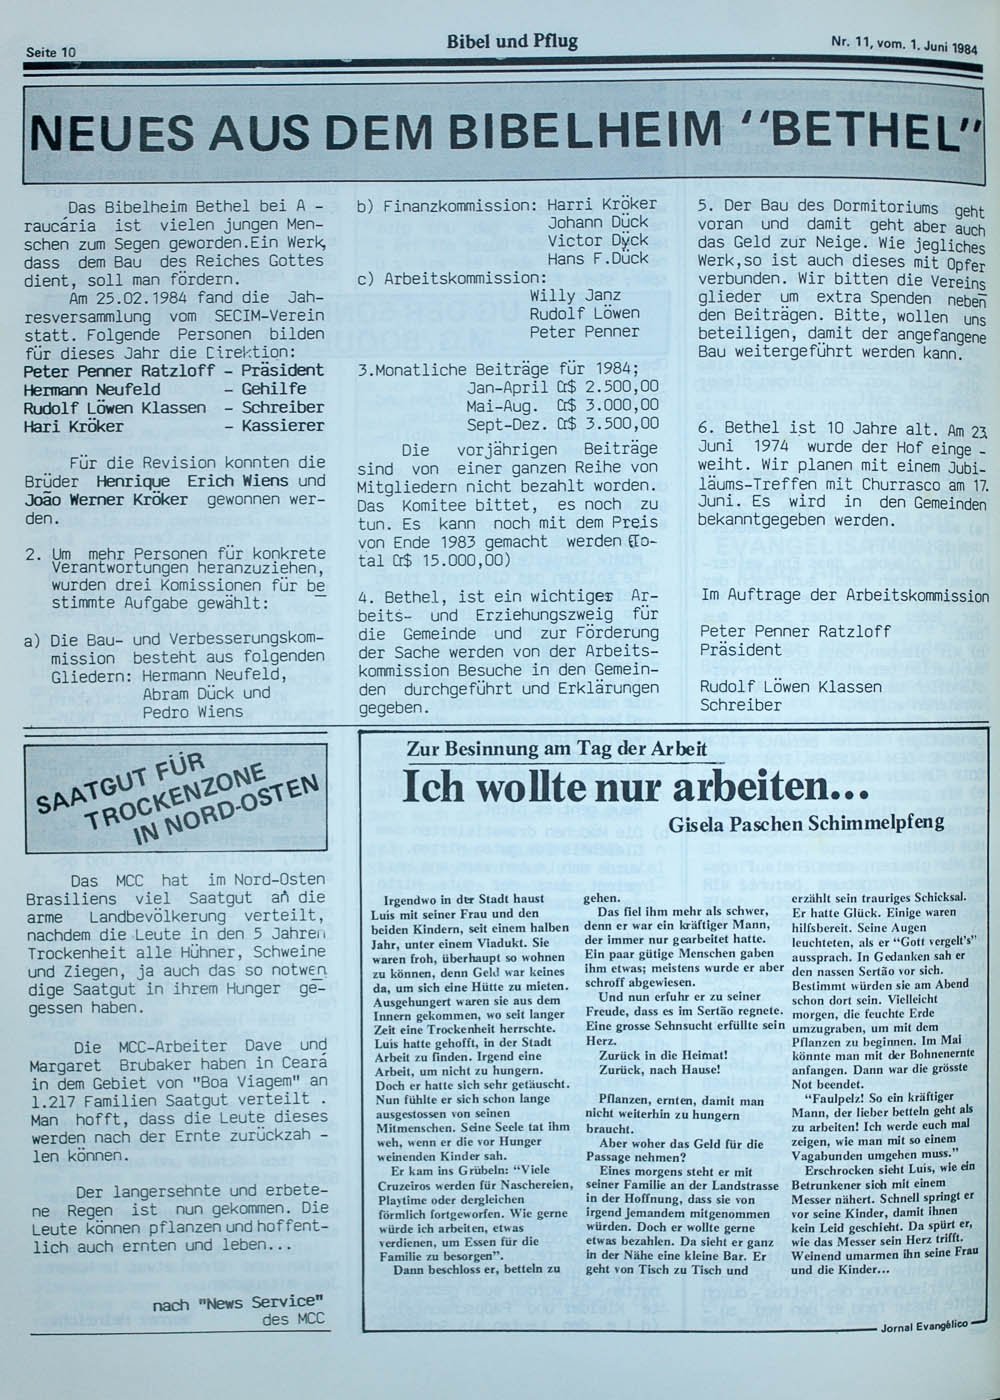 Seite 10
Bibel und Pflug
Nr. 11, vom. 1. Juni 1984
NEUES AUS DEM BIBELHEIM "BETHEL"
Das Bibelheim Bethel bei A -
raucária ist vielen jungen Men-
schen zum Segen geworden.Ein Werk,
dass dem Bau des Reiches Gottes
dient, soll man fördern.
Am 25.02.1984 fand die Jah-
resversammlung vom SECIM-Verein
statt. Folgende Personen bilden
für dieses Jahr die Direktion:
Peter Penner Ratzloff - Präsident
Hermann Neufeld - Gehilfe
Rudolf Löwen Klassen - Schreiber
Hari Kröker - Kassierer
Für die Revision konnten die
Brüder Henrique Erich Wiens und
João Werner Kröker gewonnen wer-
den.
2. Um mehr Personen für konkrete
Verantwortungen heranzuziehen,
wurden drei Komissionen für be
stimmte Aufgabe gewählt:
a) Die Bau- und Verbesserungskom-
mission besteht aus folgenden
Gliedern: Hermann Neufeld,
Abram Dück und
Pedro Wiens
b) Finanzkommission: Harri Kröker
Johann Dück
Victor Dyck
Hans F.Dück
c) Arbeitskommission:
Willy Janz
Rudolf Löwen
Peter Penner
3.Monatliche Beiträge für 1984;
Jan-April Cr$ 2.500,00
Mai-Aug. Cr$ 3.000,00
Sept-Dez. Cr$ 3.500,00
Die vorjährigen Beiträge
sind von einer ganzen Reihe von
Mitgliedern nicht bezahlt worden.
Das Komitee bittet, es noch zu
tun. Es kann noch mit dem Preis
von Ende 1983 gemacht werden (To-
tal Cr$ 15.000,00)
4. Bethel, ist ein wichtiges Ar-
beits- und Erziehungszweig für
die Gemeinde und zur Förderung
der Sache werden von der Arbeits-
kommission Besuche in den Gemein-
den durchgeführt und Erklärungen
gegeben.
5. Der Bau des Dormitoriums geht
voran und damit geht aber auch
das Geld zur Neige. Wie jegliches
Werk,so ist auch dieses mit Opfer
verbunden. Wir bitten die Vereins
glieder um extra Spenden neben
den Beiträgen. Bitte, wollen uns
beteiligen, damit der angefangene
Bau weitergeführt werden kann.
6. Bethel ist 10 Jahre alt. Am 23
Juni 1974 wurde der Hof einge -
weiht. Wir planen mit einem Jubi-
läums-Treffen mit Churrasco am 17.
Juni. Es wird in den Gemeinden
bekanntgegeben werden.
Im Auftrage der Arbeitskommission
Peter Penner Ratzloff
Präsident
Rudolf Löwen Klassen
Schreiber
SAATGUT FÜR
TROCKENZONE
IN NORD-OSTEN
Das MCC hat im Nord-Osten
Brasiliens viel Saatgut an die
arme Landbevölkerung verteilt,
nachdem die Leute in den 5 Jahren
Trockenheit alle Hühner, Schweine
und Ziegen, ja auch das so notwen
dige Saatgut in ihrem Hunger ge-
gessen haben.
Die MCC-Arbeiter Dave und
Margaret Brubaker haben in Ceará
in dem Gebiet von "Boa Viagem" an
1.217 Familien Saatgut verteilt .
Man hofft, dass die Leute dieses
werden nach der Ernte zurückzah -
len können.
Der langersehnte und erbete-
ne Regen ist nun gekommen. Die
Leute können pflanzen und hoffent-
lich auch ernten und leben...
nach "News Service"
des MCC
Zur Besinnung am Tag der Arbeit
Ich wollte nur arbeiten...
Gisela Paschen Schimmelpfeng
Irgendwo in der Stadt haust
Luis mit seiner Frau und den
beiden Kindern, seit einem halben
Jahr, unter einem Viadukt. Sie
waren froh, überhaupt so wohnen
zu können, denn Geld war keines
da, um sich eine Hütte zu mieten.
Ausgehungert waren sie aus dem
Innern gekommen, wo seit langer
Zeit eine Trockenheit herrschte.
Luis hatte gehofft, in der Stadt
Arbeit zu finden. Irgend eine
Arbeit, um nicht zu hungern.
Doch er hatte sich sehr getäuscht.
Nun fühlte er sich schon lange
ausgestossen von seinen
Mitmenschen. Seine Seele tat ihm
weh, wenn er die vor Hunger
weinenden Kinder sah.
Er kam ins Grübeln: "Viele
Cruzeiros werden für Naschereien,
Playtime oder dergleichen
förmlich fortgeworfen. Wie gerne
würde ich arbeiten, etwas
verdienen, um Essen für die
Familie zu besorgen".
Dann beschloss er, betteln zu
gehen.
Das fiel ihm mehr als schwer,
denn er war ein kräftiger Mann,
der immer nur gearbeitet hatte.
Ein paar gütige Menschen gaben
ihm etwas; meistens wurde er aber
schroff abgewiesen.
Und nun erfuhr er zu seiner
Freude, dass es im Sertão regnete.
Eine grosse Sehnsucht erfüllte sein
Herz.
Zurück in die Heimat!
Zurück, nach Hause!
Pflanzen, ernten, damit man
nicht weiterhin zu hungern
braucht.
Aber woher das Geld für die
Passage nehmen?
Eines morgens steht er mit
seiner Familie an der Landstrasse
in der Hoffnung, dass sie von
irgend Jemandem mitgenommen
würden. Doch er wollte gerne
etwas bezahlen. Da sieht er ganz
in der Nähe eine kleine Bar. Er
geht von Tisch zu Tisch und
erzählt sein trauriges Schicksal.
Er hatte Glück. Einige waren
hilfsbereit. Seine Augen
leuchteten, als er "Gott vergelt's"
aussprach. In Gedanken sah er
den nassen Sertão vor sich.
Bestimmt würden sie am Abend
schon dort sein. Vielleicht
morgen, die feuchte Erde
umzugraben, um mit dem
Pflanzen zu beginnen. Im Mai
könnte man mit der Bohnenernte
anfangen. Dann war die grösste
Not beendet.
"Faulpelz! So ein kräftiger
Mann, der lieber betteln geht als
zu arbeiten! Ich werde euch mal
zeigen, wie man mit so einem
Vagabunden umgehen muss."
Erschrocken sieht Luis, wie ein
Betrunkener sich mit einem
Messer nähert. Schnell springt er
vor seine Kinder, damit ihnen
kein Leid geschieht. Da spürt er,
wie das Messer sein Herz trifft.
Weinend umarmen ihn seine Frau
und die Kinder...
Jornal Evangélico